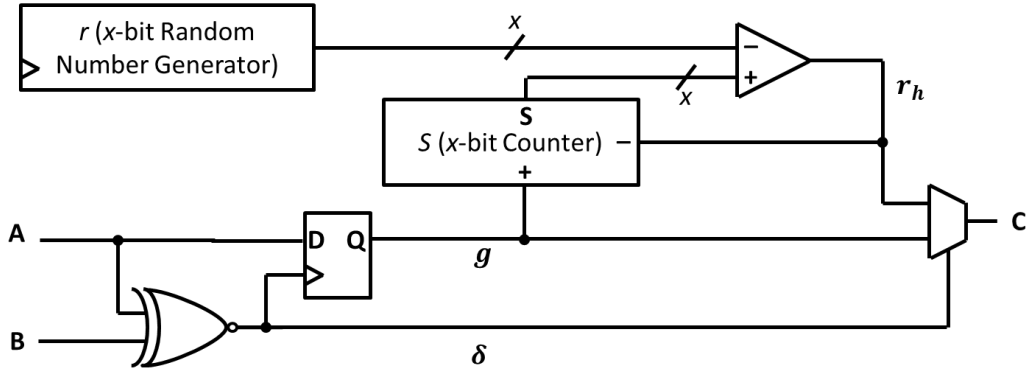 x
r (x-bit Random
Number Generator)
−
+
x
r_h
S
S (x-bit Counter) −
+
A
D Q
g
C
B
δ